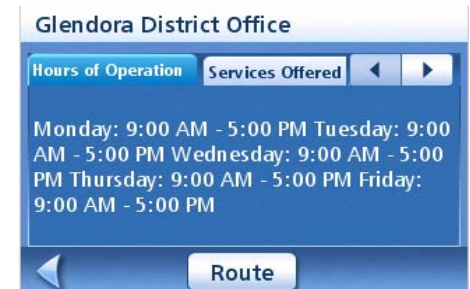 Glendora District Office
Hours of Operation Services Offered
Monday: 9:00 AM - 5:00 PM Tuesday: 9:00
AM - 5:00 PM Wednesday: 9:00 AM - 5:00
PM Thursday: 9:00 AM - 5:00 PM Friday:
9:00 AM - 5:00 PM
Route